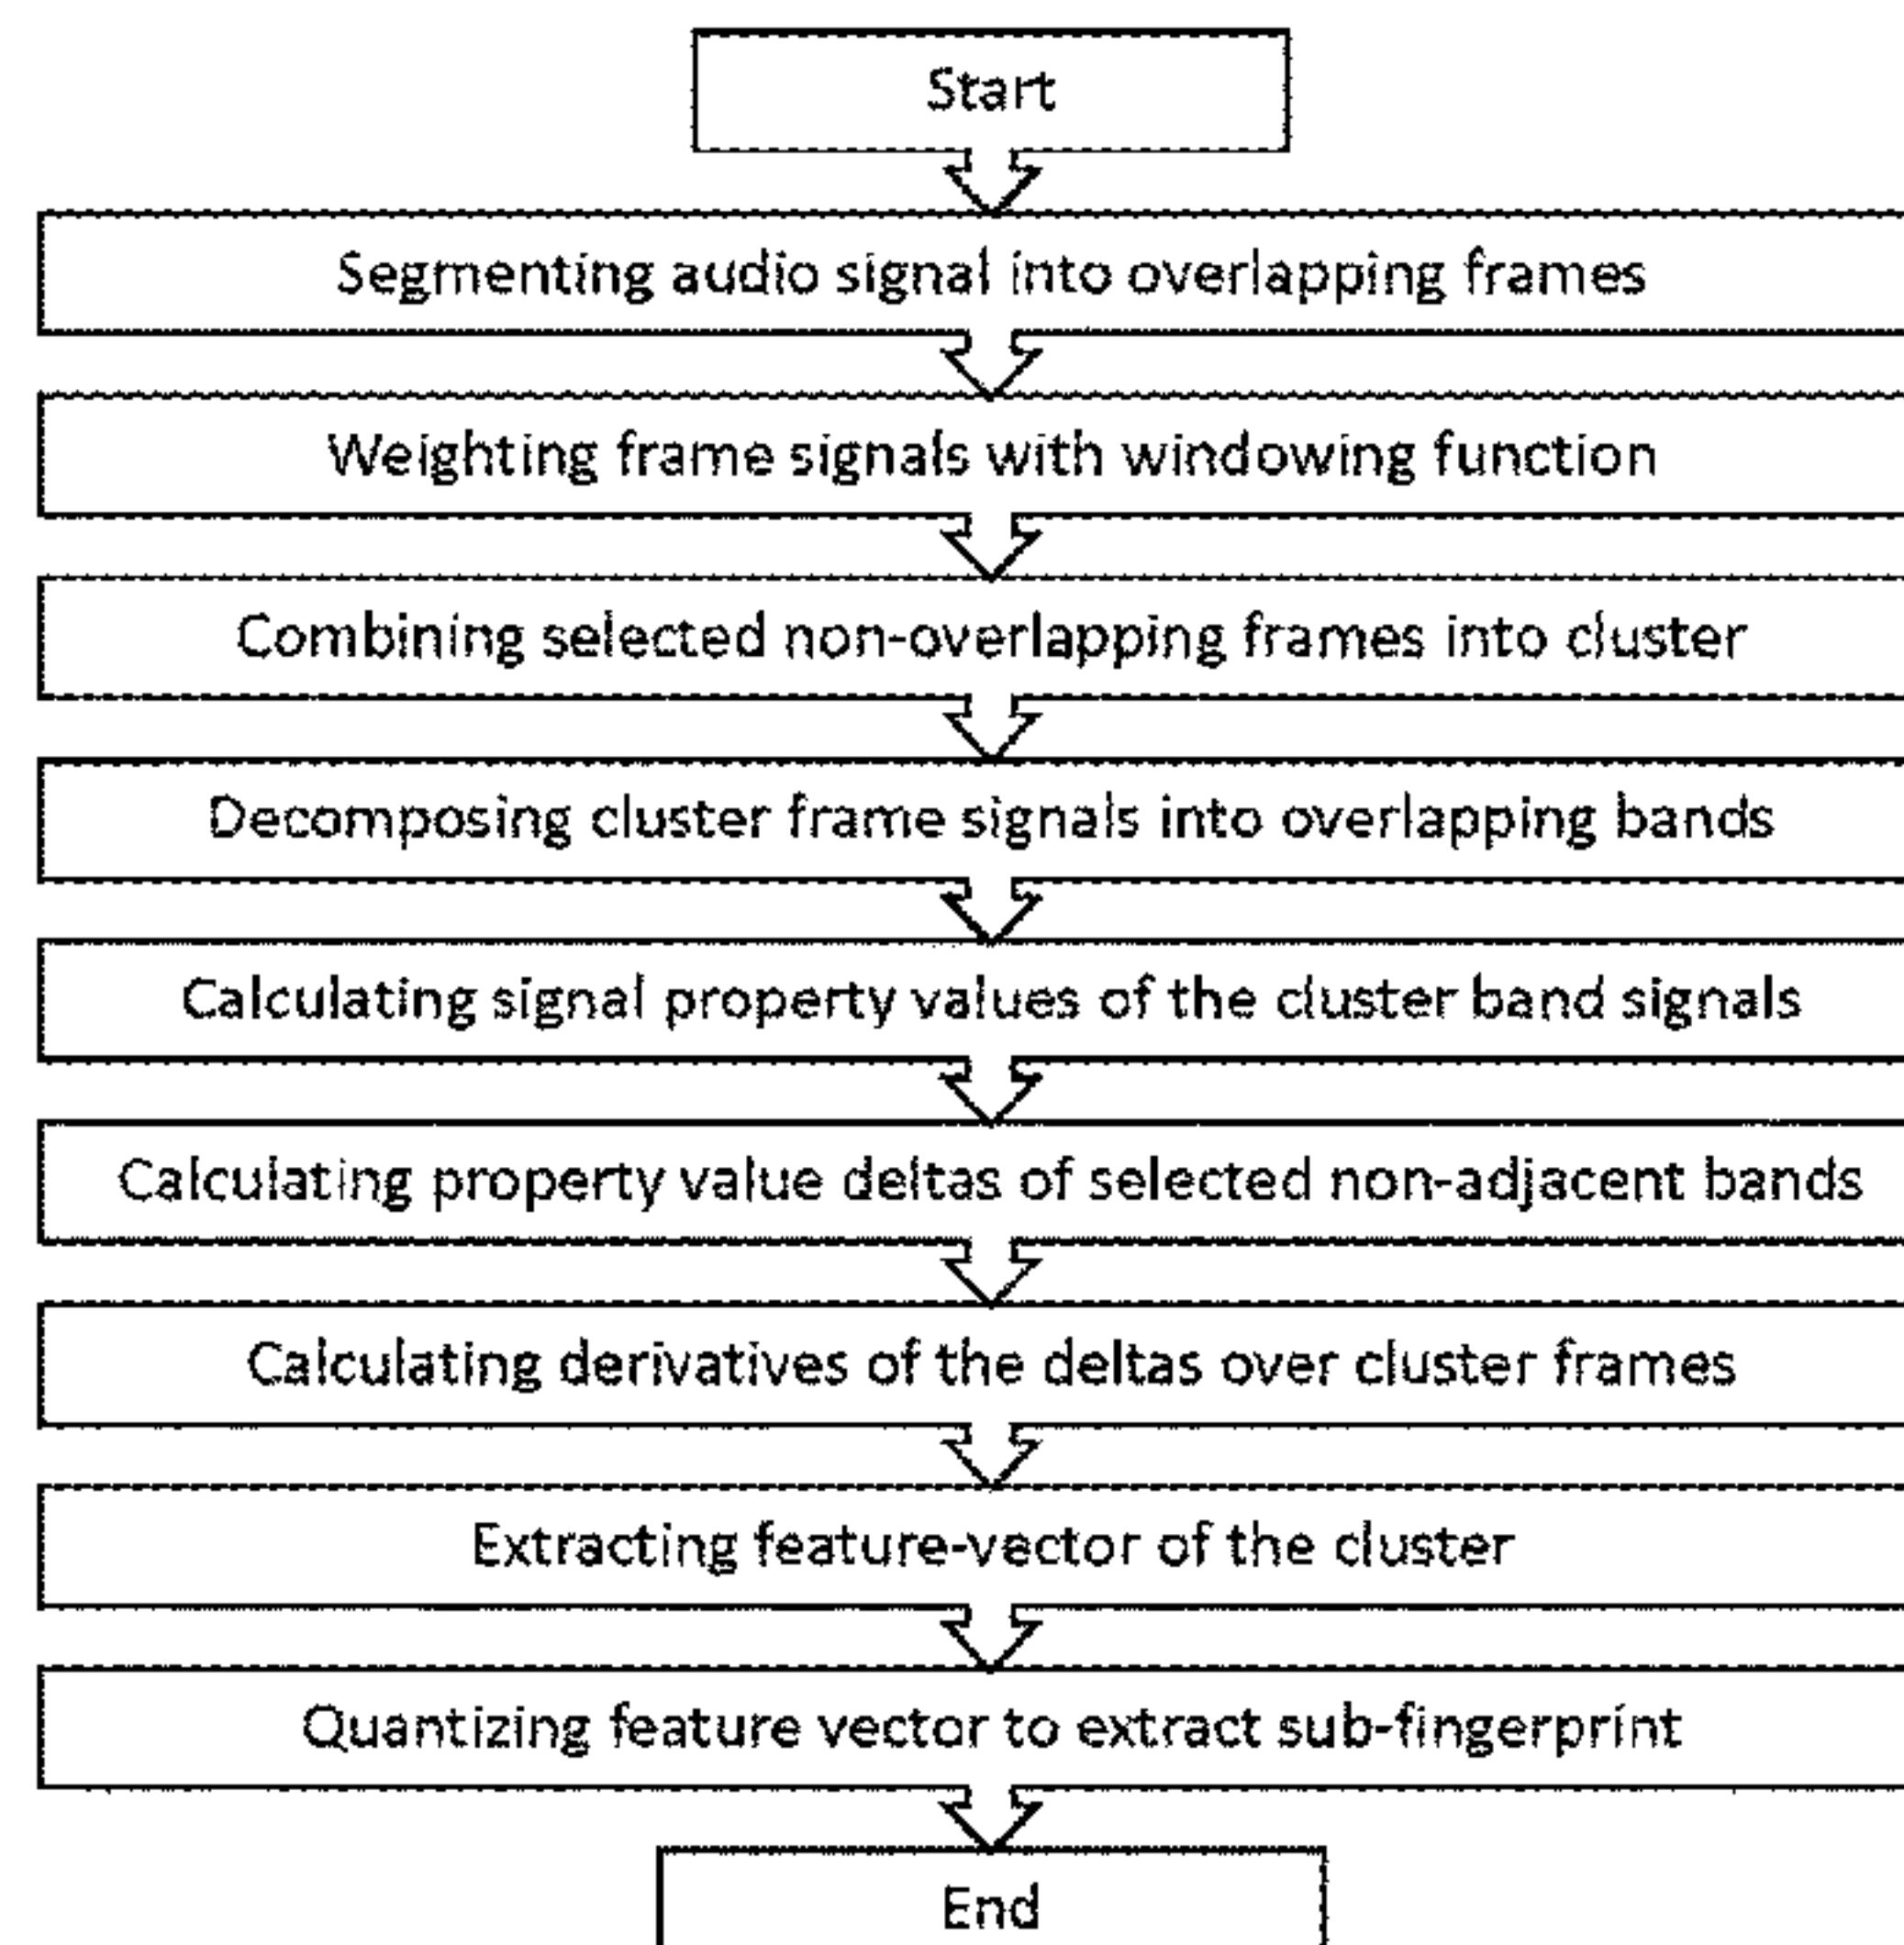 Start
Segmenting audio signal into overlapping frames
Weighting frame signals with windowing function
Combining selected non-overlapping frames into cluster
Decomposing cluster frame signals into overlapping bands
Calculating signal property values of the cluster band signals
Calculating property value deltas of selected non-adjacent bands
Calculating derivatives of the deltas over cluster frames
Extracting feature-vector of the cluster
Quantizing feature vector to extract sub-fingerprint
End